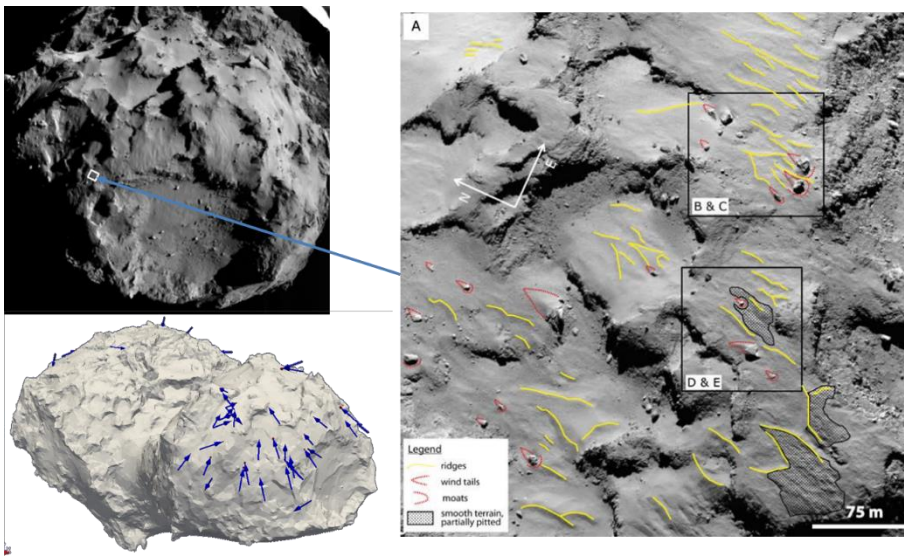 A
N
E
B & C
D & E
Legend
ridges
wind tails
moats
smooth terrain,
partially pitted
75 m